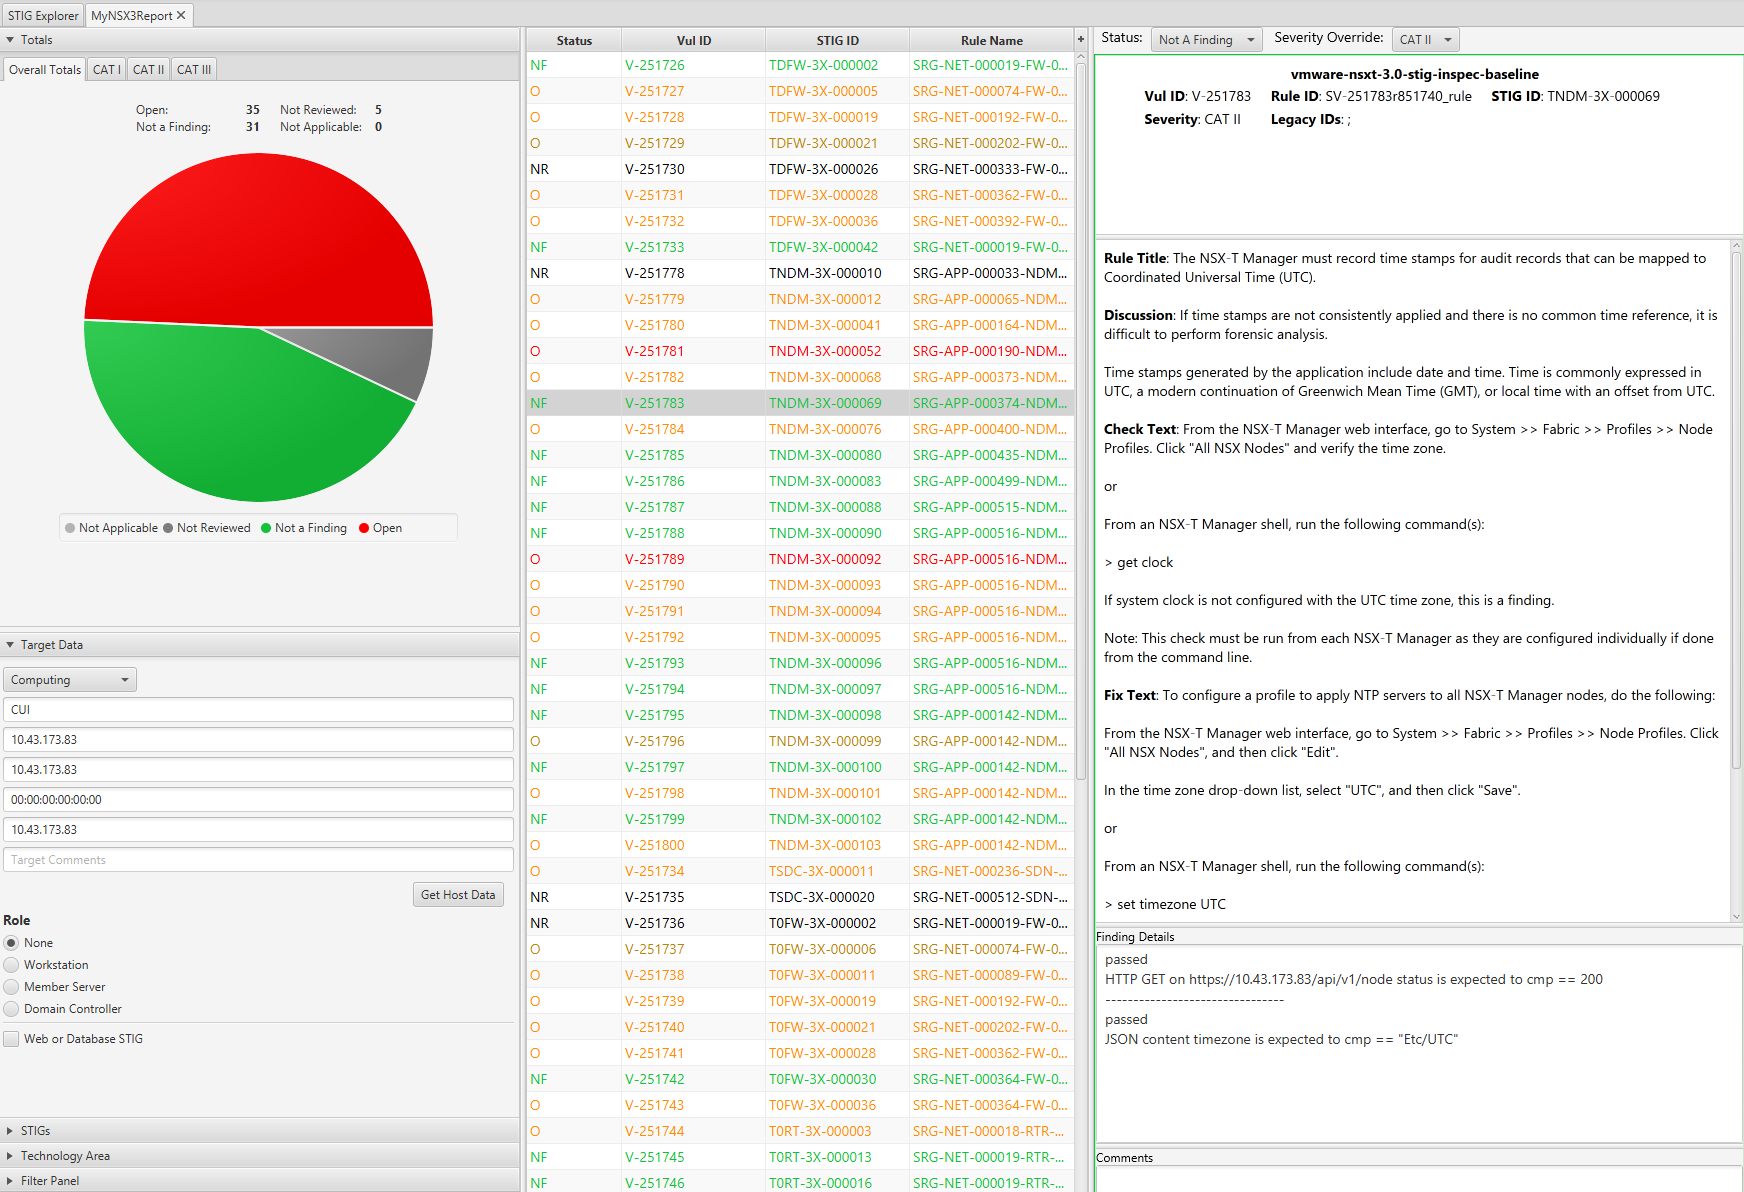 STIG Explorer
MyNSX3Report ✕
Totals
Overall Totals
CAT I
CAT II
CAT III
Open: 35 Not Reviewed: 5
Not a Finding: 31 Not Applicable: 0
Not Applicable Not Reviewed Not a Finding Open
Target Data
Computing
CUI
10.43.173.83
10.43.173.83
00:00:00:00:00:00
10.43.173.83
Target Comments
Get Host Data
Role
None
Workstation
Member Server
Domain Controller
Web or Database STIG
STIGs
Technology Area
Filter Panel
Status Vul ID STIG ID Rule Name +
NF V-251726 TDFW-3X-000002 SRG-NET-000019-FW-0...
O V-251727 TDFW-3X-000005 SRG-NET-000074-FW-0...
O V-251728 TDFW-3X-000019 SRG-NET-000192-FW-0...
O V-251729 TDFW-3X-000021 SRG-NET-000202-FW-0...
NR V-251730 TDFW-3X-000026 SRG-NET-000333-FW-0...
O V-251731 TDFW-3X-000028 SRG-NET-000362-FW-0...
O V-251732 TDFW-3X-000036 SRG-NET-000392-FW-0...
NF V-251733 TDFW-3X-000042 SRG-NET-000019-FW-0...
NR V-251778 TNDM-3X-000010 SRG-APP-000033-NDM...
O V-251779 TNDM-3X-000012 SRG-APP-000065-NDM...
O V-251780 TNDM-3X-000041 SRG-APP-000164-NDM...
O V-251781 TNDM-3X-000052 SRG-APP-000190-NDM...
O V-251782 TNDM-3X-000068 SRG-APP-000373-NDM...
NF V-251783 TNDM-3X-000069 SRG-APP-000374-NDM...
O V-251784 TNDM-3X-000076 SRG-APP-000400-NDM...
NF V-251785 TNDM-3X-000080 SRG-APP-000435-NDM...
NF V-251786 TNDM-3X-000083 SRG-APP-000499-NDM...
NF V-251787 TNDM-3X-000088 SRG-APP-000515-NDM...
NF V-251788 TNDM-3X-000090 SRG-APP-000516-NDM...
O V-251789 TNDM-3X-000092 SRG-APP-000516-NDM...
O V-251790 TNDM-3X-000093 SRG-APP-000516-NDM...
O V-251791 TNDM-3X-000094 SRG-APP-000516-NDM...
O V-251792 TNDM-3X-000095 SRG-APP-000516-NDM...
NF V-251793 TNDM-3X-000096 SRG-APP-000516-NDM...
NF V-251794 TNDM-3X-000097 SRG-APP-000516-NDM...
NF V-251795 TNDM-3X-000098 SRG-APP-000142-NDM...
O V-251796 TNDM-3X-000099 SRG-APP-000142-NDM...
NF V-251797 TNDM-3X-000100 SRG-APP-000142-NDM...
O V-251798 TNDM-3X-000101 SRG-APP-000142-NDM...
NF V-251799 TNDM-3X-000102 SRG-APP-000142-NDM...
O V-251800 TNDM-3X-000103 SRG-APP-000142-NDM...
O V-251734 TSDC-3X-000011 SRG-NET-000236-SDN-...
NR V-251735 TSDC-3X-000020 SRG-NET-000512-SDN-...
NR V-251736 T0FW-3X-000002 SRG-NET-000019-FW-0...
O V-251737 T0FW-3X-000006 SRG-NET-000074-FW-0...
O V-251738 T0FW-3X-000011 SRG-NET-000089-FW-0...
O V-251739 T0FW-3X-000019 SRG-NET-000192-FW-0...
O V-251740 T0FW-3X-000021 SRG-NET-000202-FW-0...
O V-251741 T0FW-3X-000028 SRG-NET-000362-FW-0...
NF V-251742 T0FW-3X-000030 SRG-NET-000364-FW-0...
O V-251743 T0FW-3X-000036 SRG-NET-000364-FW-0...
O V-251744 T0RT-3X-000003 SRG-NET-000018-RTR-...
NF V-251745 T0RT-3X-000013 SRG-NET-000019-RTR-...
NF V-251746 T0RT-3X-000016 SRG-NET-000019-RTR-...
Status: Not A Finding Severity Override: CAT II
vmware-nsxt-3.0-stig-inspec-baseline
Vul ID: V-251783 Rule ID: SV-251783r851740_rule STIG ID: TNDM-3X-000069
Severity: CAT II Legacy IDs: ;
Rule Title: The NSX-T Manager must record time stamps for audit records that can be mapped to
Coordinated Universal Time (UTC).
Discussion: If time stamps are not consistently applied and there is no common time reference, it is
difficult to perform forensic analysis.
Time stamps generated by the application include date and time. Time is commonly expressed in
UTC, a modern continuation of Greenwich Mean Time (GMT), or local time with an offset from UTC.
Check Text: From the NSX-T Manager web interface, go to System >> Fabric >> Profiles >> Node
Profiles. Click "All NSX Nodes" and verify the time zone.
or
From an NSX-T Manager shell, run the following command(s):
> get clock
If system clock is not configured with the UTC time zone, this is a finding.
Note: This check must be run from each NSX-T Manager as they are configured individually if done
from the command line.
Fix Text: To configure a profile to apply NTP servers to all NSX-T Manager nodes, do the following:
From the NSX-T Manager web interface, go to System >> Fabric >> Profiles >> Node Profiles. Click
"All NSX Nodes", and then click "Edit".
In the time zone drop-down list, select "UTC", and then click "Save".
or
From an NSX-T Manager shell, run the following command(s):
> set timezone UTC
Finding Details
passed
HTTP GET on https://10.43.173.83/api/v1/node status is expected to cmp == 200
--------------------------------
passed
JSON content timezone is expected to cmp == "Etc/UTC"
Comments